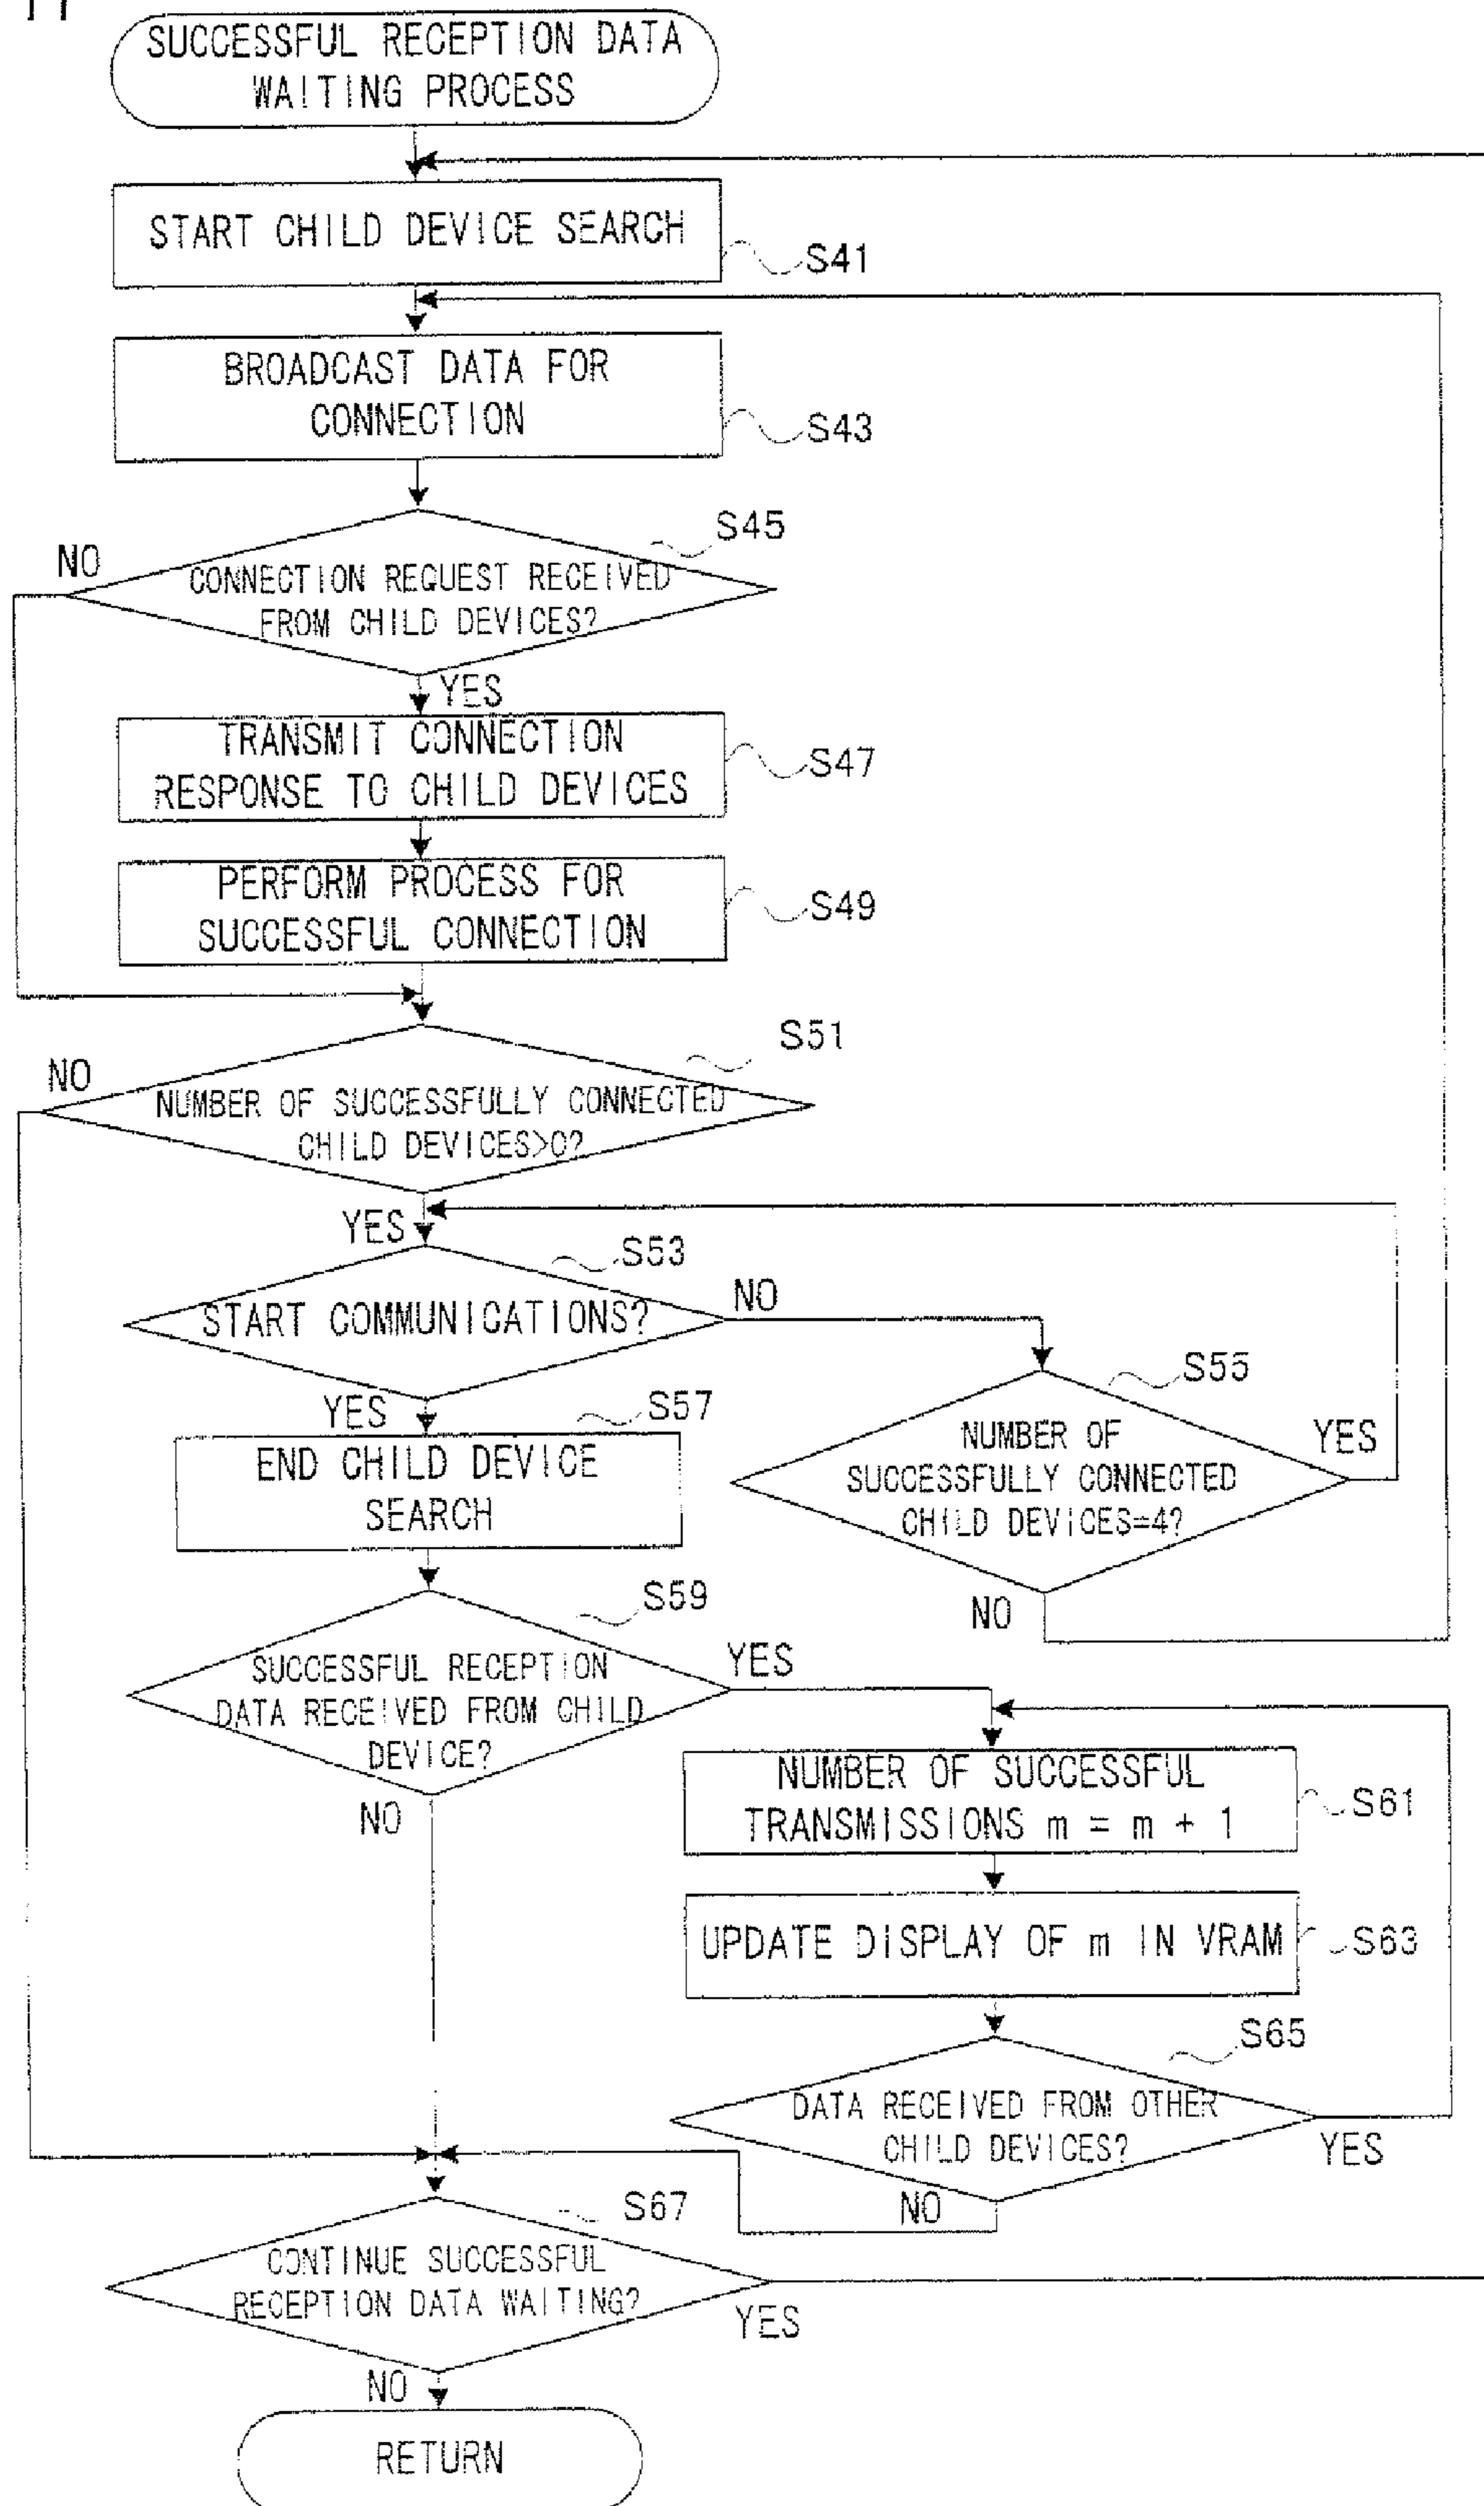 17
SUCCESSFUL RECEPTION DATA
WAITING PROCESS
START CHILD DEVICE SEARCH
S41
BROADCAST DATA FOR
CONNECTION
S43
S45
NO
CONNECTION REQUEST RECEIVED
FROM CHILD DEVICES?
YES
TRANSMIT CONNECTION
RESPONSE TO CHILD DEVICES
S47
PERFORM PROCESS FOR
SUCCESSFUL CONNECTION
S49
S51
NO
NUMBER OF SUCCESSFULLY CONNECTED
CHILD DEVICES>0?
YES
S53
START COMMUNICATIONS?
NO
S55
YES
NUMBER OF
SUCCESSFULLY CONNECTED
CHILD DEVICES=4?
YES
NO
S57
END CHILD DEVICE
SEARCH
S59
SUCCESSFUL RECEPTION
DATA RECEIVED FROM CHILD
DEVICE?
YES
NO
NUMBER OF SUCCESSFUL
TRANSMISSIONS m = m + 1
S61
UPDATE DISPLAY OF m IN VRAM
S63
S65
DATA RECEIVED FROM OTHER
CHILD DEVICES?
YES
NO
S67
CONTINUE SUCCESSFUL
RECEPTION DATA WAITING?
YES
NO
RETURN